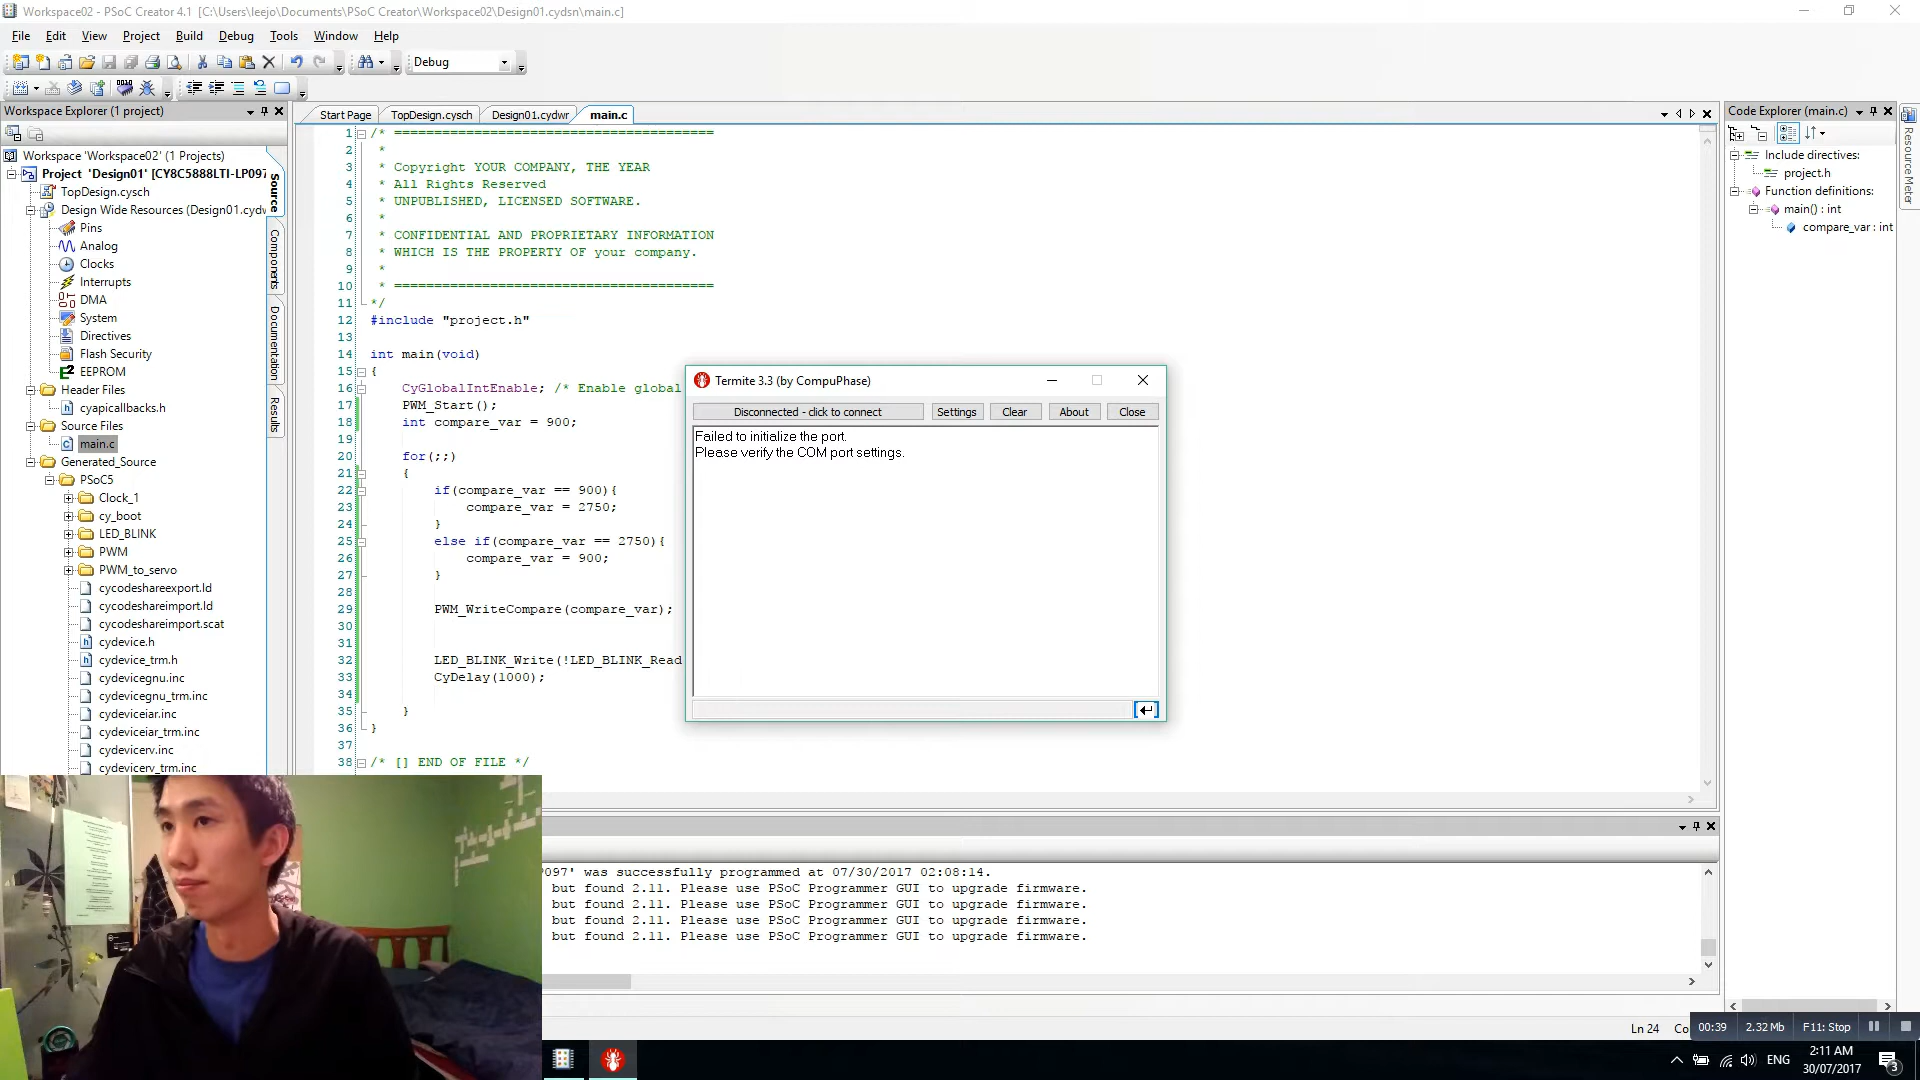 Workspace02 - PSoC Creator 4.1 [C:\Users\leejo\Documents\PSoC Creator\Workspace02\Design01.cydsn\main.c]
File Edit View Project Build Debug Tools Window Help
Debug
Workspace Explorer (1 project)
Workspace 'Workspace02' (1 Projects)
Project 'Design01' [CY8C5888LTI-LP097
TopDesign.cysch
Design Wide Resources (Design01.cydw
Pins
Analog
Clocks
Interrupts
DMA
System
Directives
Flash Security
EEPROM
Header Files
cyapicallbacks.h
Source Files
main.c
Generated_Source
PSoC5
Clock_1
cy_boot
LED_BLINK
PWM
PWM_to_servo
cycodeshareexport.ld
cycodeshareimport.ld
cycodeshareimport.scat
cydevice.h
cydevice_trm.h
cydevicegnu.inc
cydevicegnu_trm.inc
cydeviceiar.inc
cydeviceiar_trm.inc
cydevicerv.inc
cydevicerv_trm.inc
Source
Components
Documentation
Results
Start Page TopDesign.cysch Design01.cydwr main.c
1 /* ========================================
2 *
3 * Copyright YOUR COMPANY, THE YEAR
4 * All Rights Reserved
5 * UNPUBLISHED, LICENSED SOFTWARE.
6 *
7 * CONFIDENTIAL AND PROPRIETARY INFORMATION
8 * WHICH IS THE PROPERTY OF your company.
9 *
10 * ========================================
11 */
12 #include "project.h"
13
14 int main(void)
15 {
16 CyGlobalIntEnable; /* Enable global
17 PWM_Start();
18 int compare_var = 900;
19
20 for(;;)
21 {
22 if(compare_var == 900){
23 compare_var = 2750;
24 }
25 else if(compare_var == 2750){
26 compare_var = 900;
27 }
28
29 PWM_WriteCompare(compare_var);
30
31
32 LED_BLINK_Write(!LED_BLINK_Read
33 CyDelay(1000);
34
35 }
36 }
37
38 /* [] END OF FILE */
Termite 3.3 (by CompuPhase)
Disconnected - click to connect Settings Clear About Close
Failed to initialize the port.
Please verify the COM port settings.
Code Explorer (main.c)
Include directives:
project.h
Function definitions:
main() : int
compare_var : int
Resource Meter
P097' was successfully programmed at 07/30/2017 02:08:14.
but found 2.11. Please use PSoC Programmer GUI to upgrade firmware.
but found 2.11. Please use PSoC Programmer GUI to upgrade firmware.
but found 2.11. Please use PSoC Programmer GUI to upgrade firmware.
but found 2.11. Please use PSoC Programmer GUI to upgrade firmware.
Ln 24 Co
00:39 2.32 Mb F11: Stop
ENG
2:11 AM
30/07/2017
3